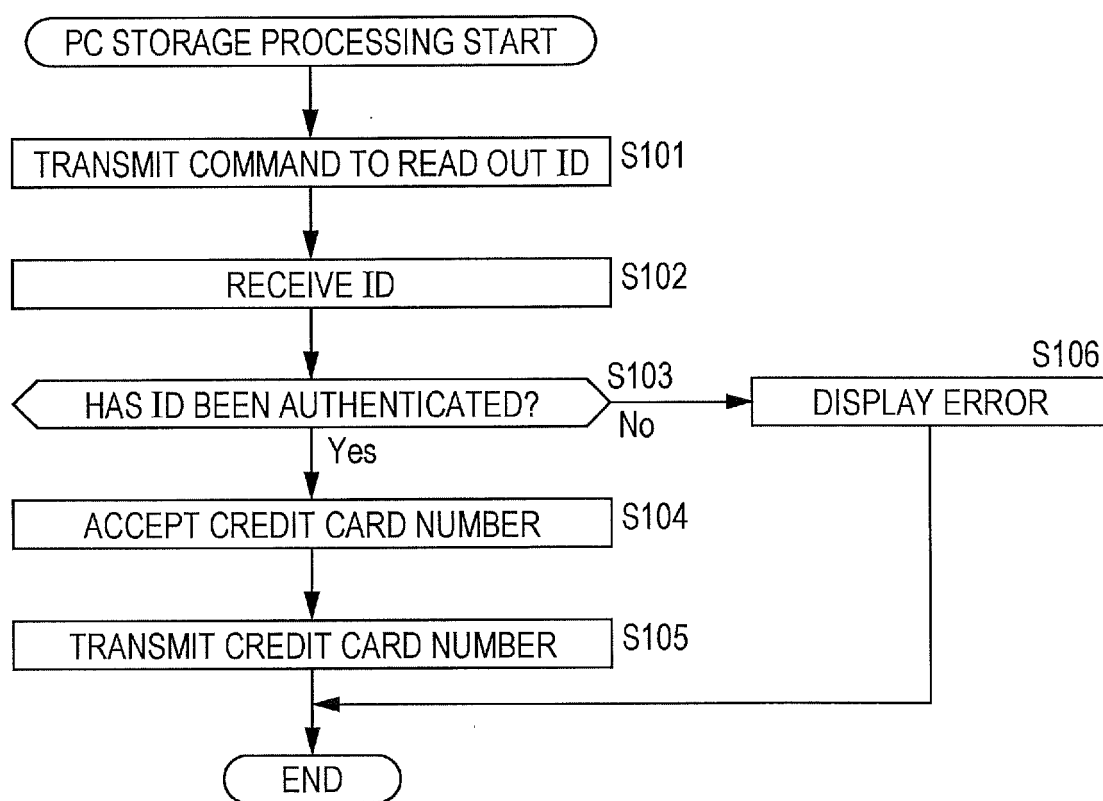 PC STORAGE PROCESSING START
TRANSMIT COMMAND TO READ OUT ID
S101
RECEIVE ID
S102
HAS ID BEEN AUTHENTICATED?
S103
No
Yes
S106
DISPLAY ERROR
ACCEPT CREDIT CARD NUMBER
S104
TRANSMIT CREDIT CARD NUMBER
S105
END